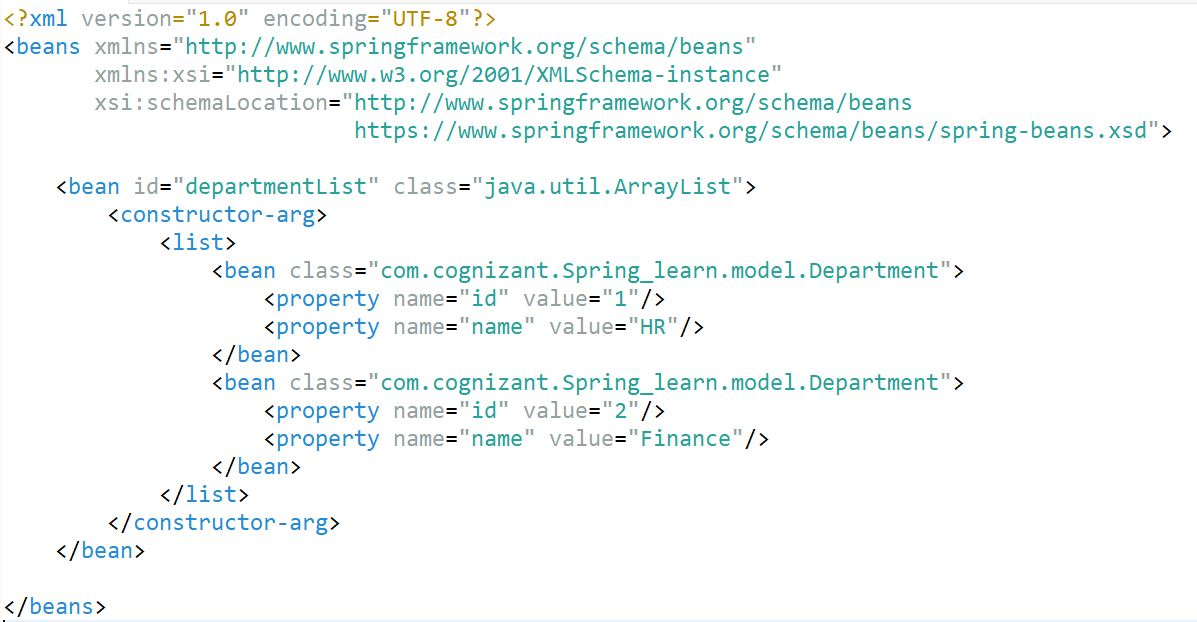 <?xml version="1.0" encoding="UTF-8"?>
<beans xmlns="http://www.springframework.org/schema/beans"
       xmlns:xsi="http://www.w3.org/2001/XMLSchema-instance"
       xsi:schemaLocation="http://www.springframework.org/schema/beans
                           https://www.springframework.org/schema/beans/spring-beans.xsd">
    <bean id="departmentList" class="java.util.ArrayList">
        <constructor-arg>
            <list>
                <bean class="com.cognizant.Spring_learn.model.Department">
                    <property name="id" value="1"/>
                    <property name="name" value="HR"/>
                </bean>
                <bean class="com.cognizant.Spring_learn.model.Department">
                    <property name="id" value="2"/>
                    <property name="name" value="Finance"/>
                </bean>
            </list>
        </constructor-arg>
    </bean>
</beans>